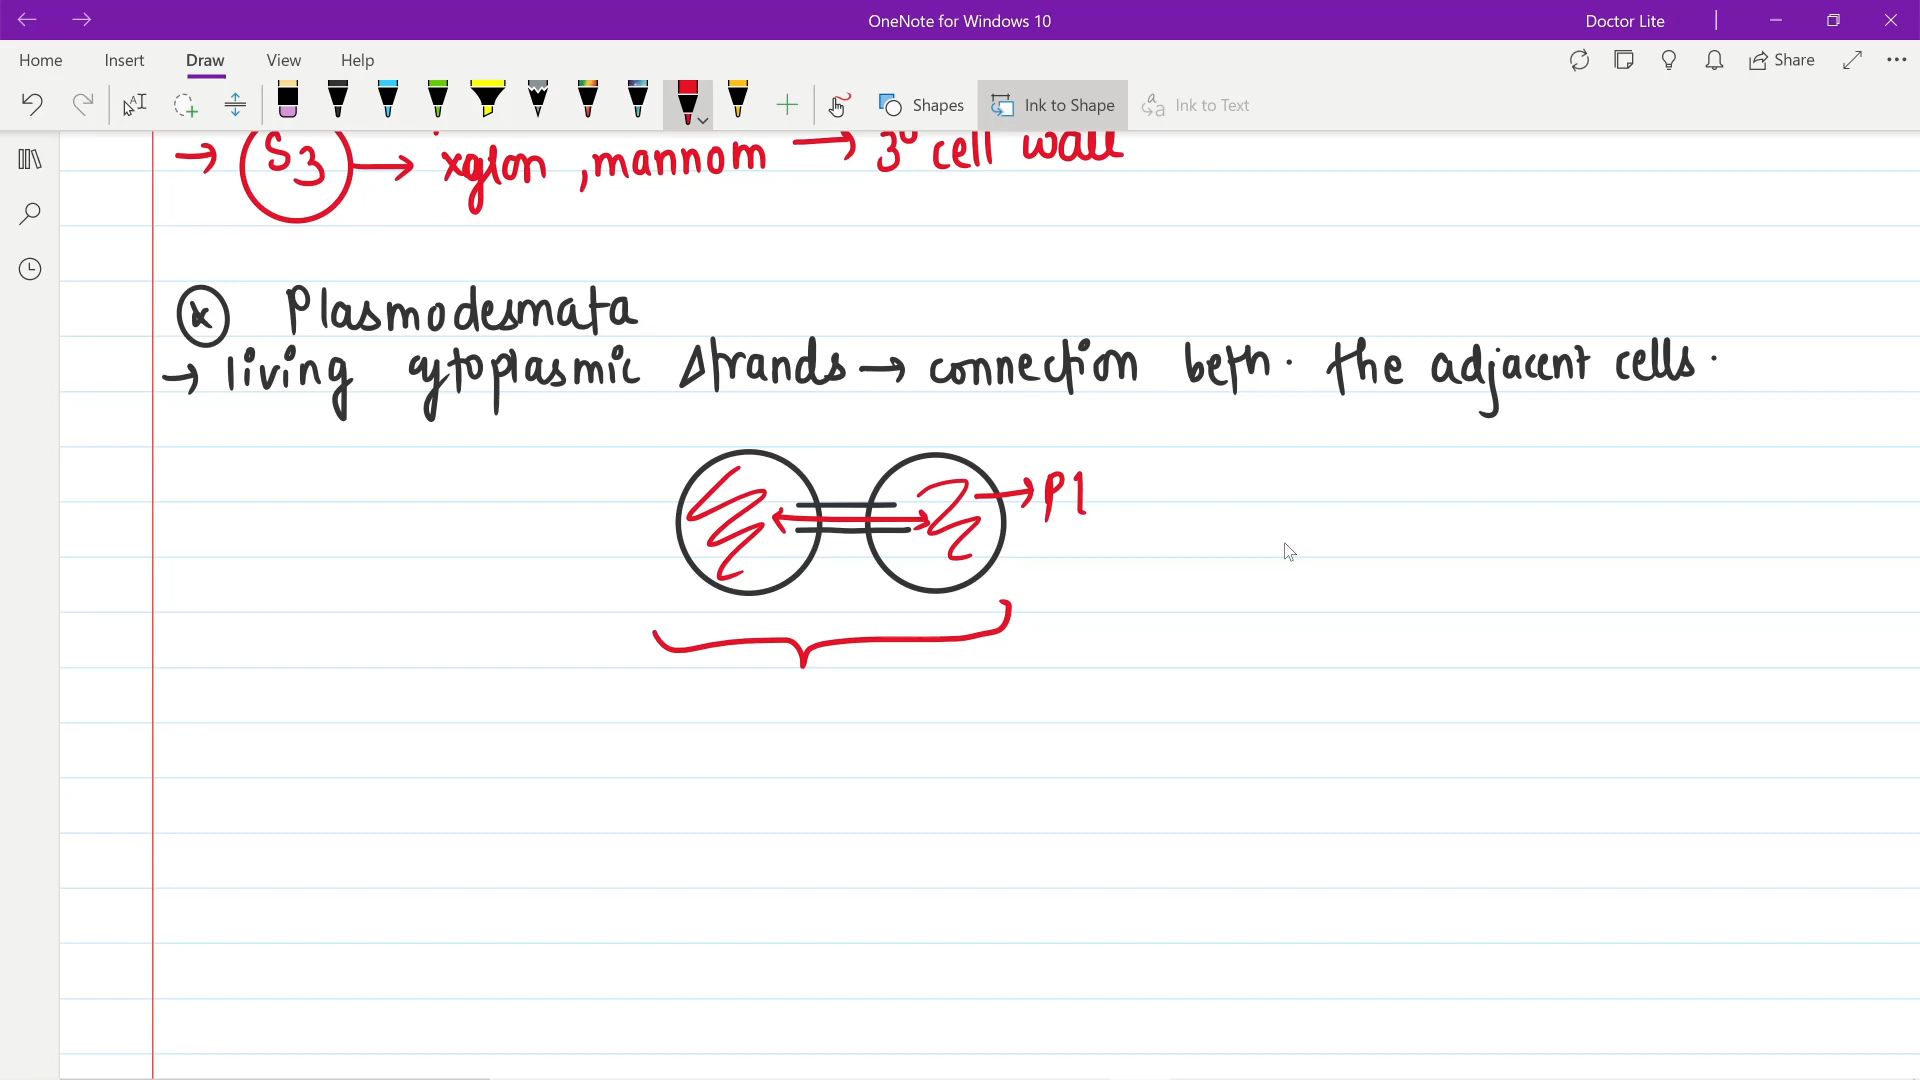 OneNote for Windows 10
Doctor Lite
Home Insert Draw View Help
Share
Shapes Ink to Shape Ink to Text
→ S3 → xylan, mannan → 3° cell wall
Plasmodesmata
→ living cytoplasmic strands → connection betn. the adjacent cells.
→ P1